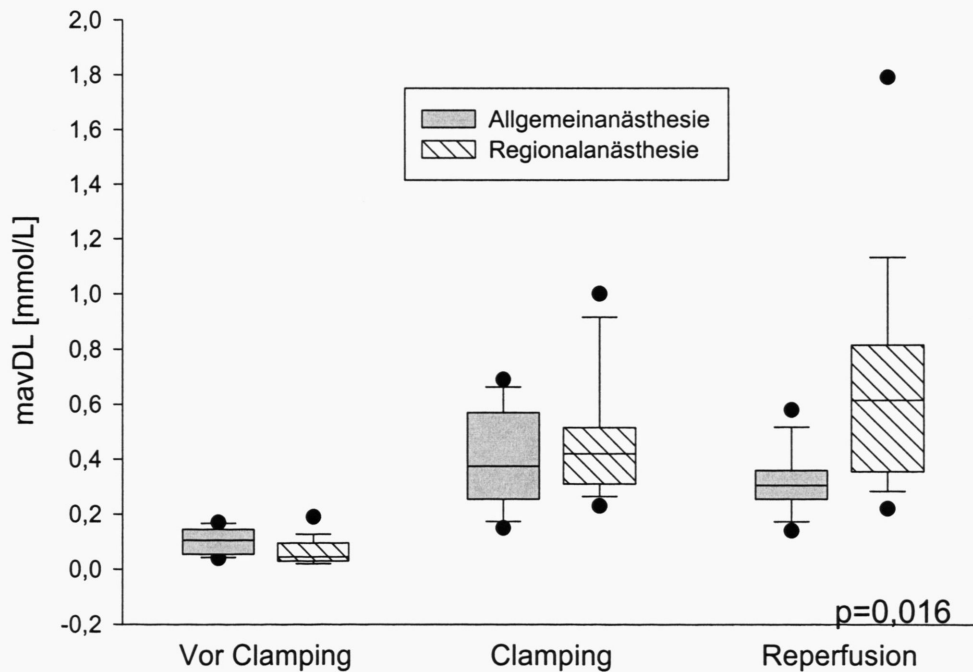 2,0
1,8
1,6
1,4
1,2
1,0
0,8
0,6
0,4
0,2
0,0
-0,2
mavDL [mmol/L]
Allgemeinanästhesie
Regionalanästhesie
p=0,016
Vor Clamping
Clamping
Reperfusion